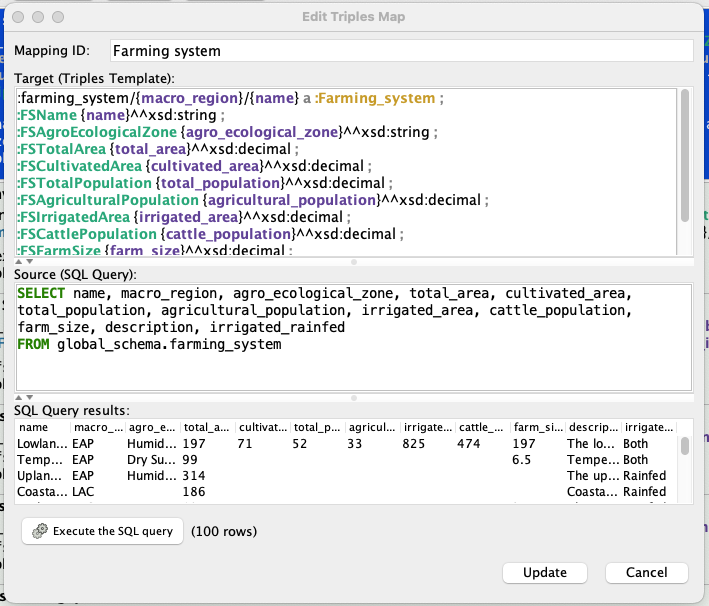 Edit Triples Map
Mapping ID: Farming system
Target (Triples Template):
:farming_system/{macro_region}/{name} a :Farming_system ;
:FSName {name}^^xsd:string ;
:FSAgroEcologicalZone {agro_ecological_zone}^^xsd:string ;
:FSTotalArea {total_area}^^xsd:decimal ;
:FSCultivatedArea {cultivated_area}^^xsd:decimal ;
:FSTotalPopulation {total_population}^^xsd:decimal ;
:FSAgriculturalPopulation {agricultural_population}^^xsd:decimal ;
:FSIrrigatedArea {irrigated_area}^^xsd:decimal ;
:FSCattlePopulation {cattle_population}^^xsd:decimal ;
:FSFarmSize {farm_size}^^xsd:decimal ;
Source (SQL Query):
SELECT name, macro_region, agro_ecological_zone, total_area, cultivated_area,
total_population, agricultural_population, irrigated_area, cattle_population,
farm_size, description, irrigated_rainfed
FROM global_schema.farming_system
SQL Query results:
name macro_... agro_e... total_a... cultivat... total_p... agricul... irrigate... cattle_... farm_si... descrip... irrigate...
Lowlan... EAP Humid... 197 71 52 33 825 474 197 The lo... Both
Temp... EAP Dry Su... 99 6.5 Tempe... Both
Uplan... EAP Humid... 314 The up... Rainfed
Coasta... LAC 186 Coasta... Rainfed
Execute the SQL query (100 rows)
Update Cancel